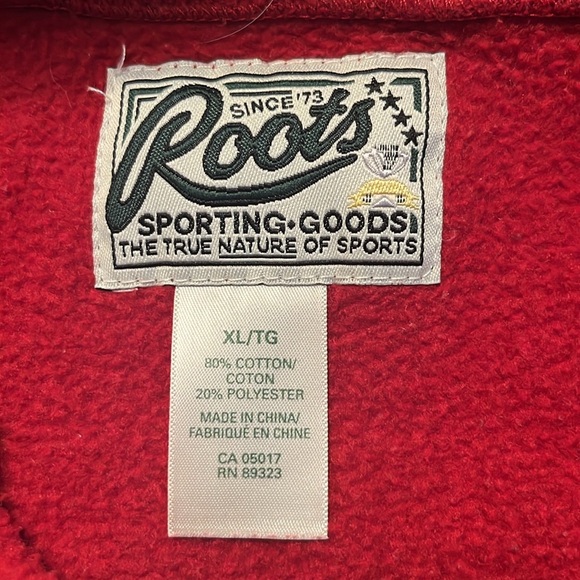 SINCE '73
Roots
SPORTING•GOODS
THE TRUE NATURE OF SPORTS
XL/TG
80% COTTON/
COTON
20% POLYESTER
MADE IN CHINA/
FABRIQUÉ EN CHINE
CA 05017
RN 89323